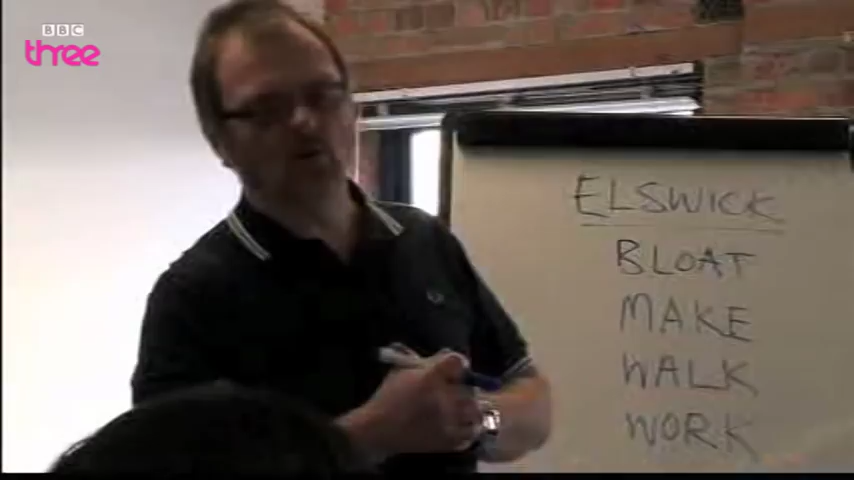 BBC
three
ELSWICK
BLOAT
MAKE
WALK
WORK